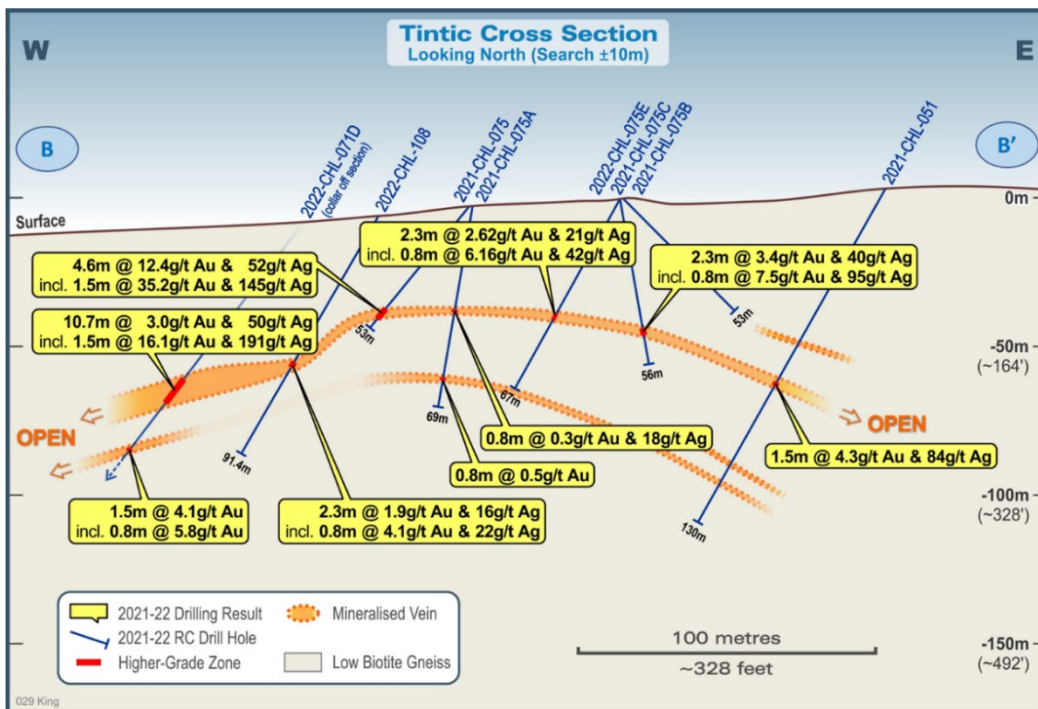 Tintic Cross Section
Looking North (Search ±10m)
W
E
B
B'
2022-CHL-071D
(collar off section)
2022-CHL-108
2021-CHL-075
2021-CHL-075A
2022-CHL-075E
2021-CHL-075C
2021-CHL-075B
2021-CHL-051
0m
Surface
4.6m @ 12.4g/t Au & 52g/t Ag
incl. 1.5m @ 35.2g/t Au & 145g/t Ag
2.3m @ 2.62g/t Au & 21g/t Ag
incl. 0.8m @ 6.16g/t Au & 42g/t Ag
2.3m @ 3.4g/t Au & 40g/t Ag
incl. 0.8m @ 7.5g/t Au & 95g/t Ag
10.7m @ 3.0g/t Au & 50g/t Ag
incl. 1.5m @ 16.1g/t Au & 191g/t Ag
53m
53m
-50m
(~164')
56m
67m
69m
OPEN
OPEN
0.8m @ 0.3g/t Au & 18g/t Ag
91.4m
0.8m @ 0.5g/t Au
1.5m @ 4.3g/t Au & 84g/t Ag
-100m
(~328')
1.5m @ 4.1g/t Au
incl. 0.8m @ 5.8g/t Au
2.3m @ 1.9g/t Au & 16g/t Ag
incl. 0.8m @ 4.1g/t Au & 22g/t Ag
130m
2021-22 Drilling Result
2021-22 RC Drill Hole
Higher-Grade Zone
Mineralised Vein
Low Biotite Gneiss
100 metres
~328 feet
-150m
(~492')
029 King